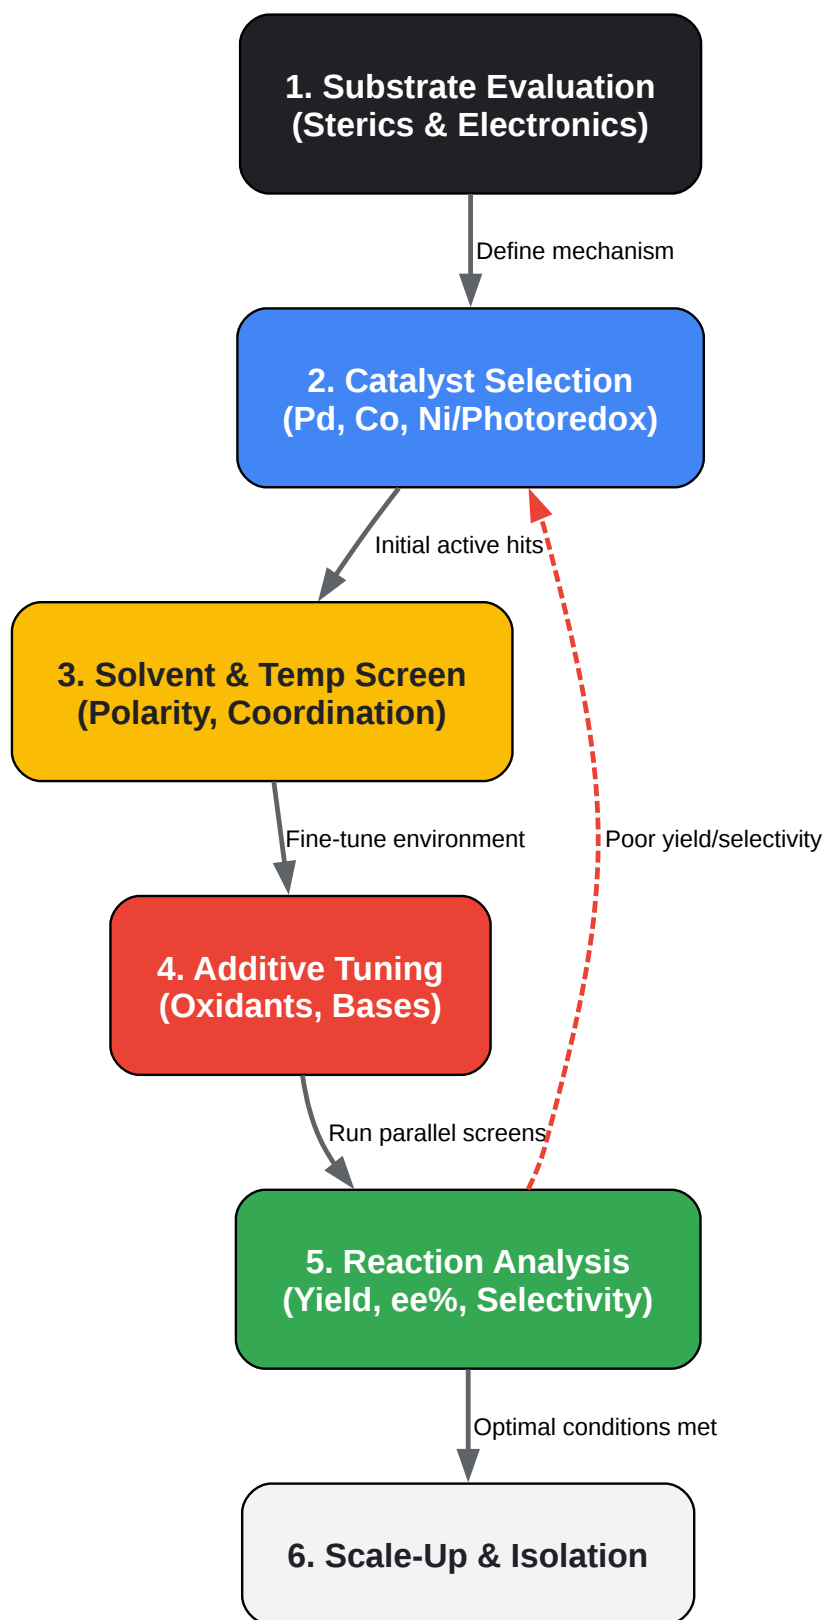 1. Substrate Evaluation
(Sterics & Electronics)
Define mechanism
2. Catalyst Selection
(Pd, Co, Ni/Photoredox)
Initial active hits
3. Solvent & Temp Screen
(Polarity, Coordination)
Fine-tune environment
Poor yield/selectivity
4. Additive Tuning
(Oxidants, Bases)
Run parallel screens
5. Reaction Analysis
(Yield, ee%, Selectivity)
Optimal conditions met
6. Scale-Up & Isolation